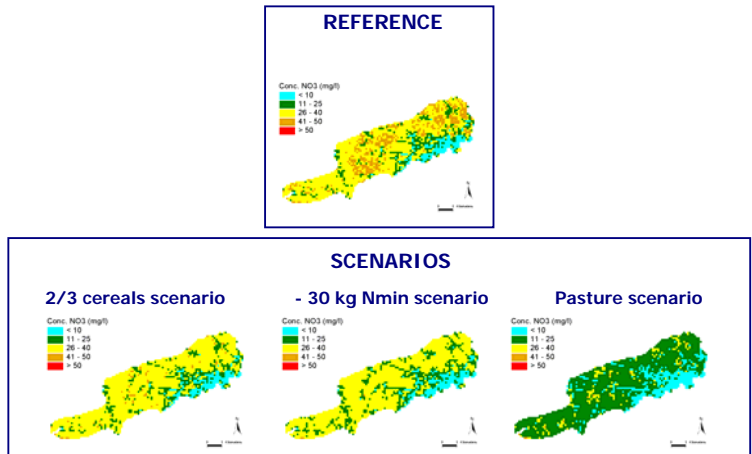 REFERENCE
Conc. NO3 (mg/l)
< 10
11 - 25
26 - 40
41 - 50
> 50
SCENARIOS
2/3 cereals scenario
- 30 kg Nmin scenario
Pasture scenario
Conc. NO3 (mg/l)
< 10
11 - 25
26 - 40
41 - 50
> 50
Conc. NO3 (mg/l)
< 10
11 - 25
26 - 40
41 - 50
> 50
Conc. NO3 (mg/l)
< 10
11 - 25
26 - 40
41 - 50
> 50